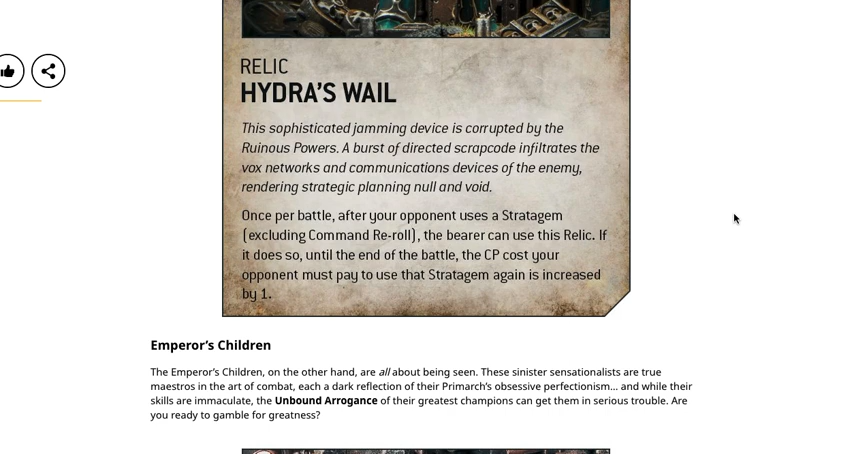 RELIC
HYDRA'S WAIL
This sophisticated jamming device is corrupted by the
Ruinous Powers. A burst of directed scrapcode infiltrates the
vox networks and communications devices of the enemy,
rendering strategic planning null and void.
Once per battle, after your opponent uses a Stratagem
(excluding Command Re-roll), the bearer can use this Relic. If
it does so, until the end of the battle, the CP cost your
opponent must pay to use that Stratagem again is increased
by 1.
Emperor's Children
The Emperor's Children, on the other hand, are all about being seen. These sinister sensationalists are true
maestros in the art of combat, each a dark reflection of their Primarch's obsessive perfectionism… and while their
skills are immaculate, the Unbound Arrogance of their greatest champions can get them in serious trouble. Are
you ready to gamble for greatness?